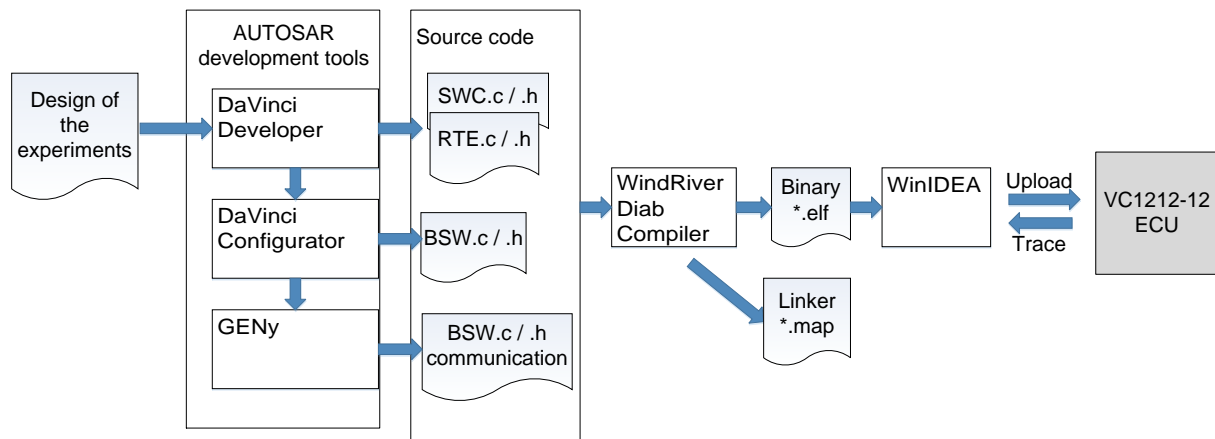 AUTOSAR
development tools
Source code
Design of
the
experiments
DaVinci
Developer
SWC.c / .h
RTE.c / .h
DaVinci
Configurator
BSW.c / .h
GENy
BSW.c / .h
communication
WindRiver
Diab
Compiler
Binary
*.elf
Linker
*.map
WinIDEA
Upload
Trace
VC1212-12
ECU